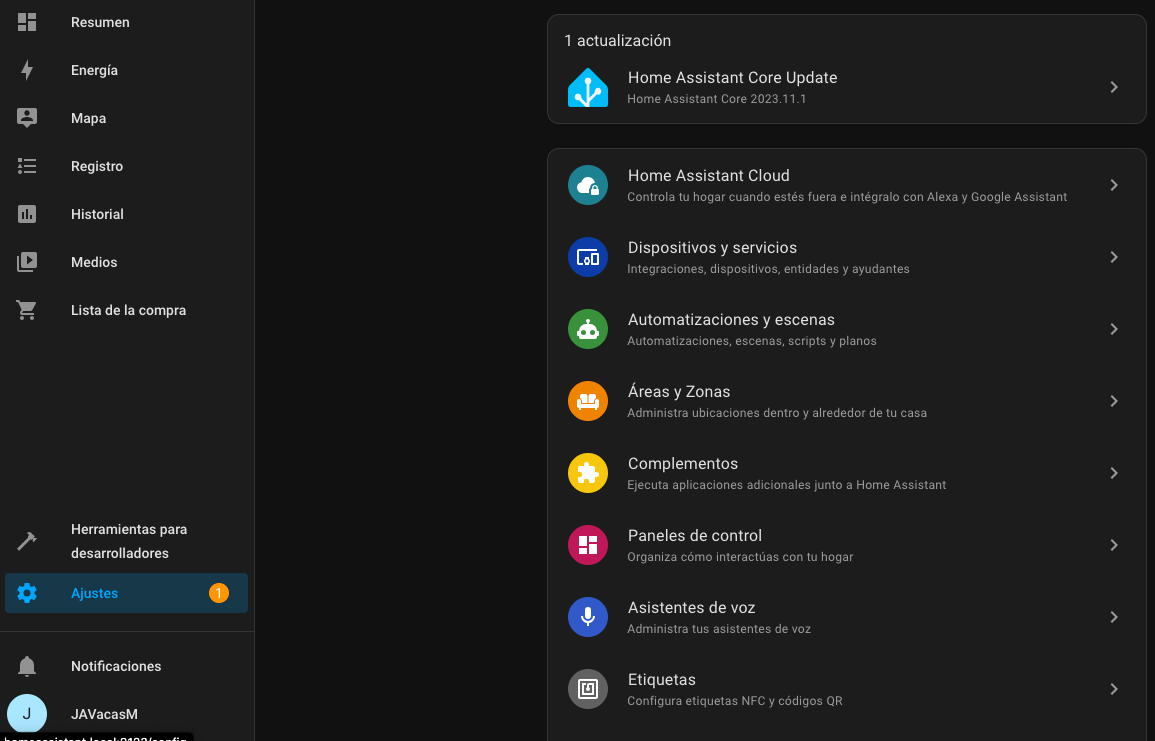 Resumen
Energía
Mapa
Registro
Historial
Medios
Lista de la compra
Herramientas para
desarrolladores
Ajustes
1
Notificaciones
J
JAVacasM
1 actualización
Home Assistant Core Update
Home Assistant Core 2023.11.1
Home Assistant Cloud
Controla tu hogar cuando estés fuera e intégralo con Alexa y Google Assistant
Dispositivos y servicios
Integraciones, dispositivos, entidades y ayudantes
Automatizaciones y escenas
Automatizaciones, escenas, scripts y planos
Áreas y Zonas
Administra ubicaciones dentro y alrededor de tu casa
Complementos
Ejecuta aplicaciones adicionales junto a Home Assistant
Paneles de control
Organiza cómo interactúas con tu hogar
Asistentes de voz
Administra tus asistentes de voz
Etiquetas
Configura etiquetas NFC y códigos QR